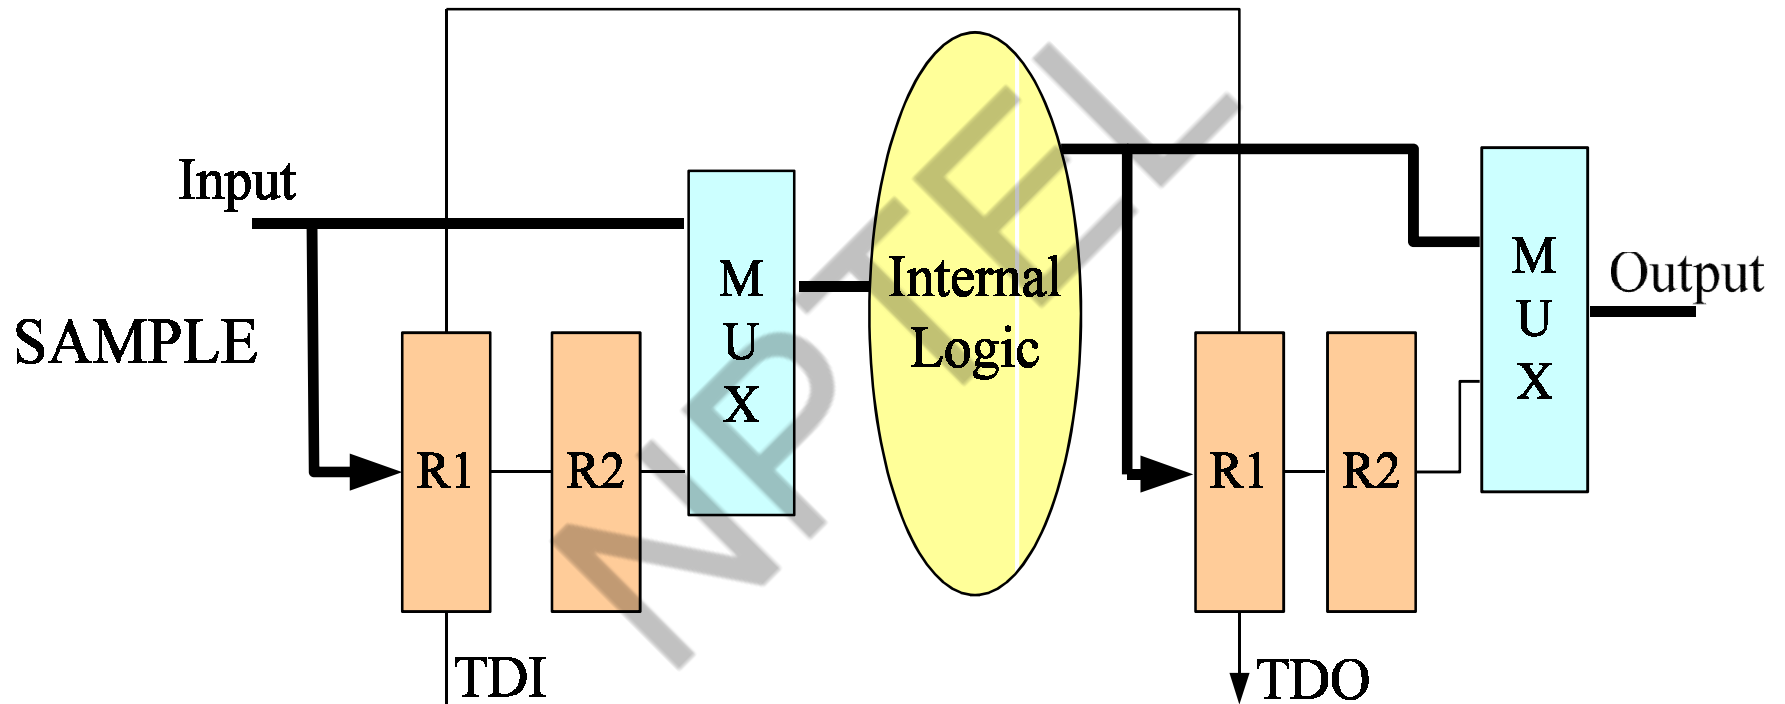 Input
SAMPLE
R1
R2
M
U
X
Internal
Logic
R1
R2
M
U
X
Output
TDI
TDO
NPTEL